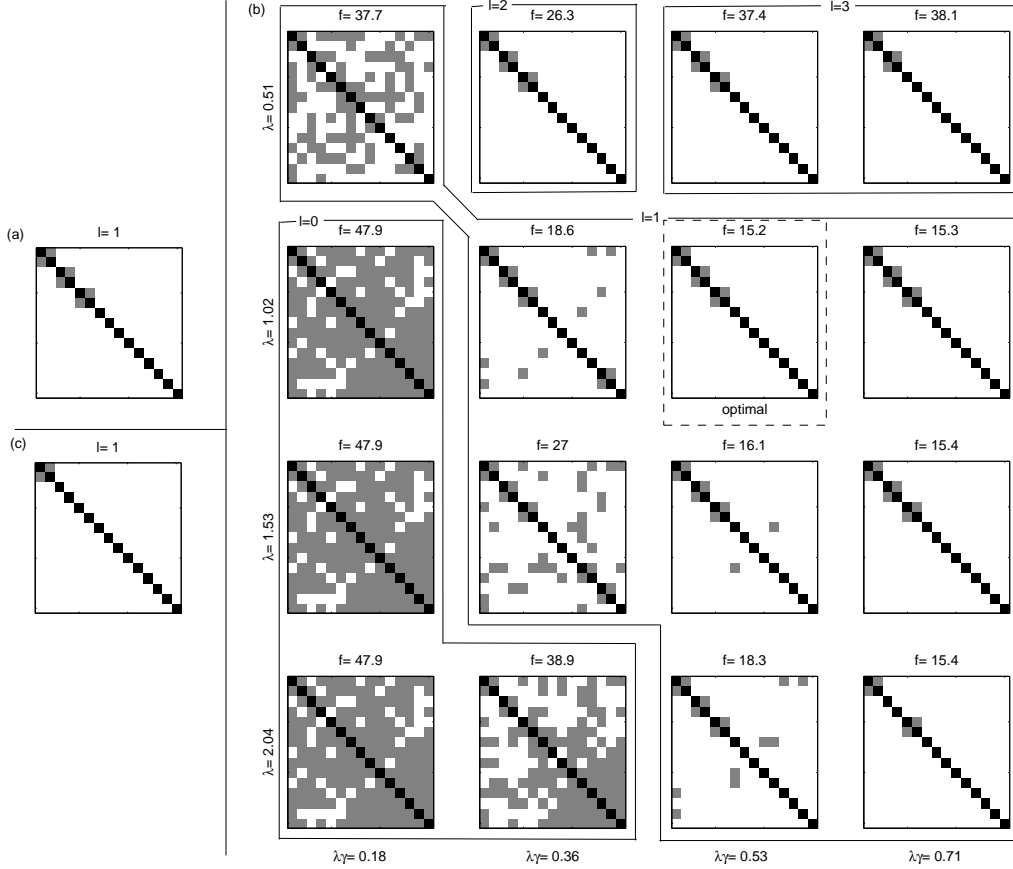 (b)
l=2
l=3
f= 37.7
f= 26.3
f= 37.4
f= 38.1
λ= 0.51
l=0
l=1
(a)
l= 1
f= 47.9
f= 18.6
f= 15.2
f= 15.3
λ= 1.02
optimal
(c)
l= 1
f= 47.9
f= 27
f= 16.1
f= 15.4
λ= 1.53
f= 47.9
f= 38.9
f= 18.3
f= 15.4
λ= 2.04
λγ= 0.18
λγ= 0.36
λγ= 0.53
λγ= 0.71